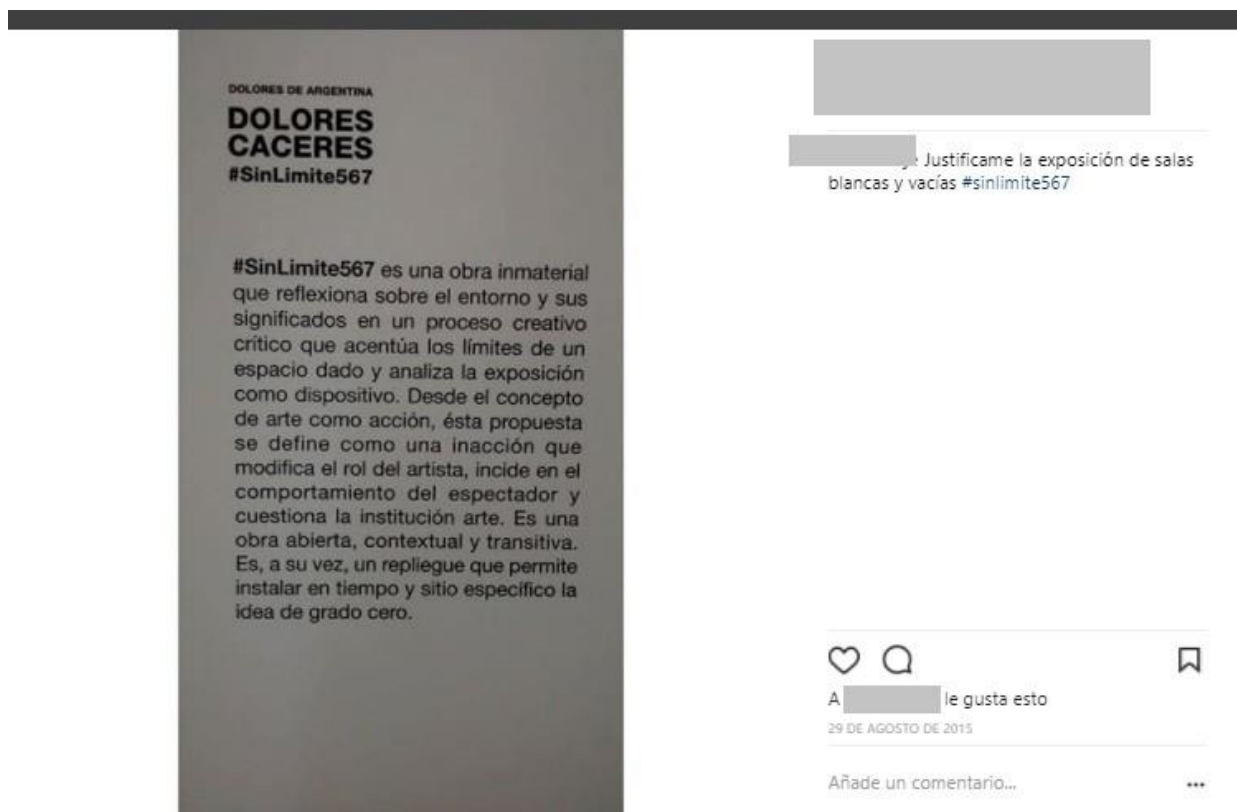 DOLORES DE ARGENTINA
DOLORES
CACERES
#SinLimite567
#SinLimite567 es una obra inmaterial
que reflexiona sobre el entorno y sus
significados en un proceso creativo
crítico que acentúa los límites de un
espacio dado y analiza la exposición
como dispositivo. Desde el concepto
de arte como acción, ésta propuesta
se define como una inacción que
modifica el rol del artista, incide en el
comportamiento del espectador y
cuestiona la institución arte. Es una
obra abierta, contextual y transitiva.
Es, a su vez, un repliegue que permite
instalar en tiempo y sitio específico la
idea de grado cero.
Justificame la exposición de salas
blancas y vacías #sinlimite567
A le gusta esto
29 DE AGOSTO DE 2015
Añade un comentario...